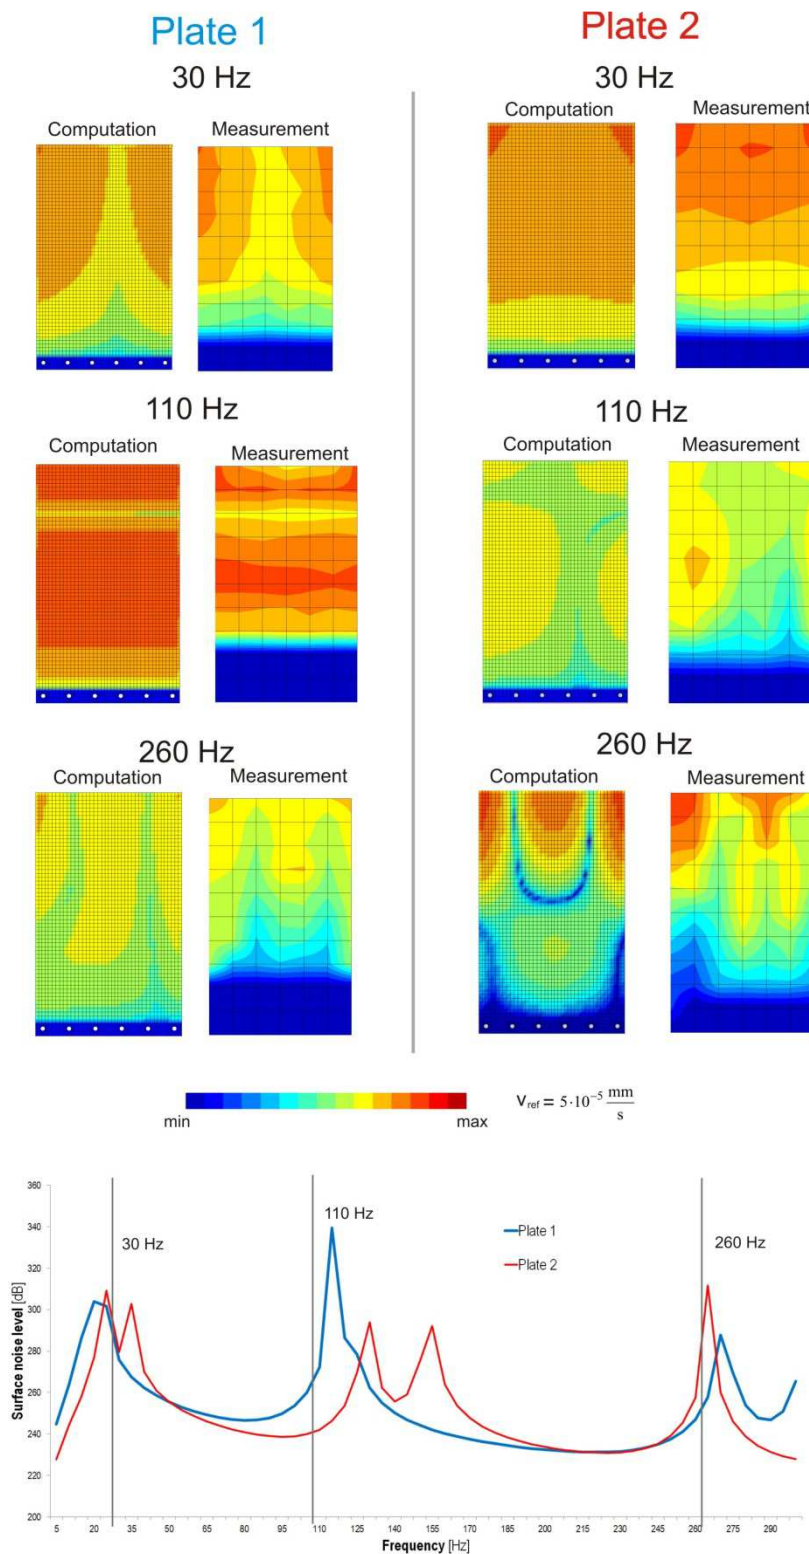 Plate 1
Plate 2
30 Hz
30 Hz
Computation
Measurement
Computation
Measurement
110 Hz
110 Hz
Computation
Measurement
Computation
Measurement
260 Hz
260 Hz
Computation
Measurement
Computation
Measurement
min
max
Vref = 5·10⁻⁵ mm/s
360
340
320
300
280
260
240
220
200
Surface noise level [dB]
30 Hz
110 Hz
260 Hz
Plate 1
Plate 2
5 20 35 50 65 80 95 110 125 140 155 170 185 200 215 230 245 260 275 290
Frequency [Hz]